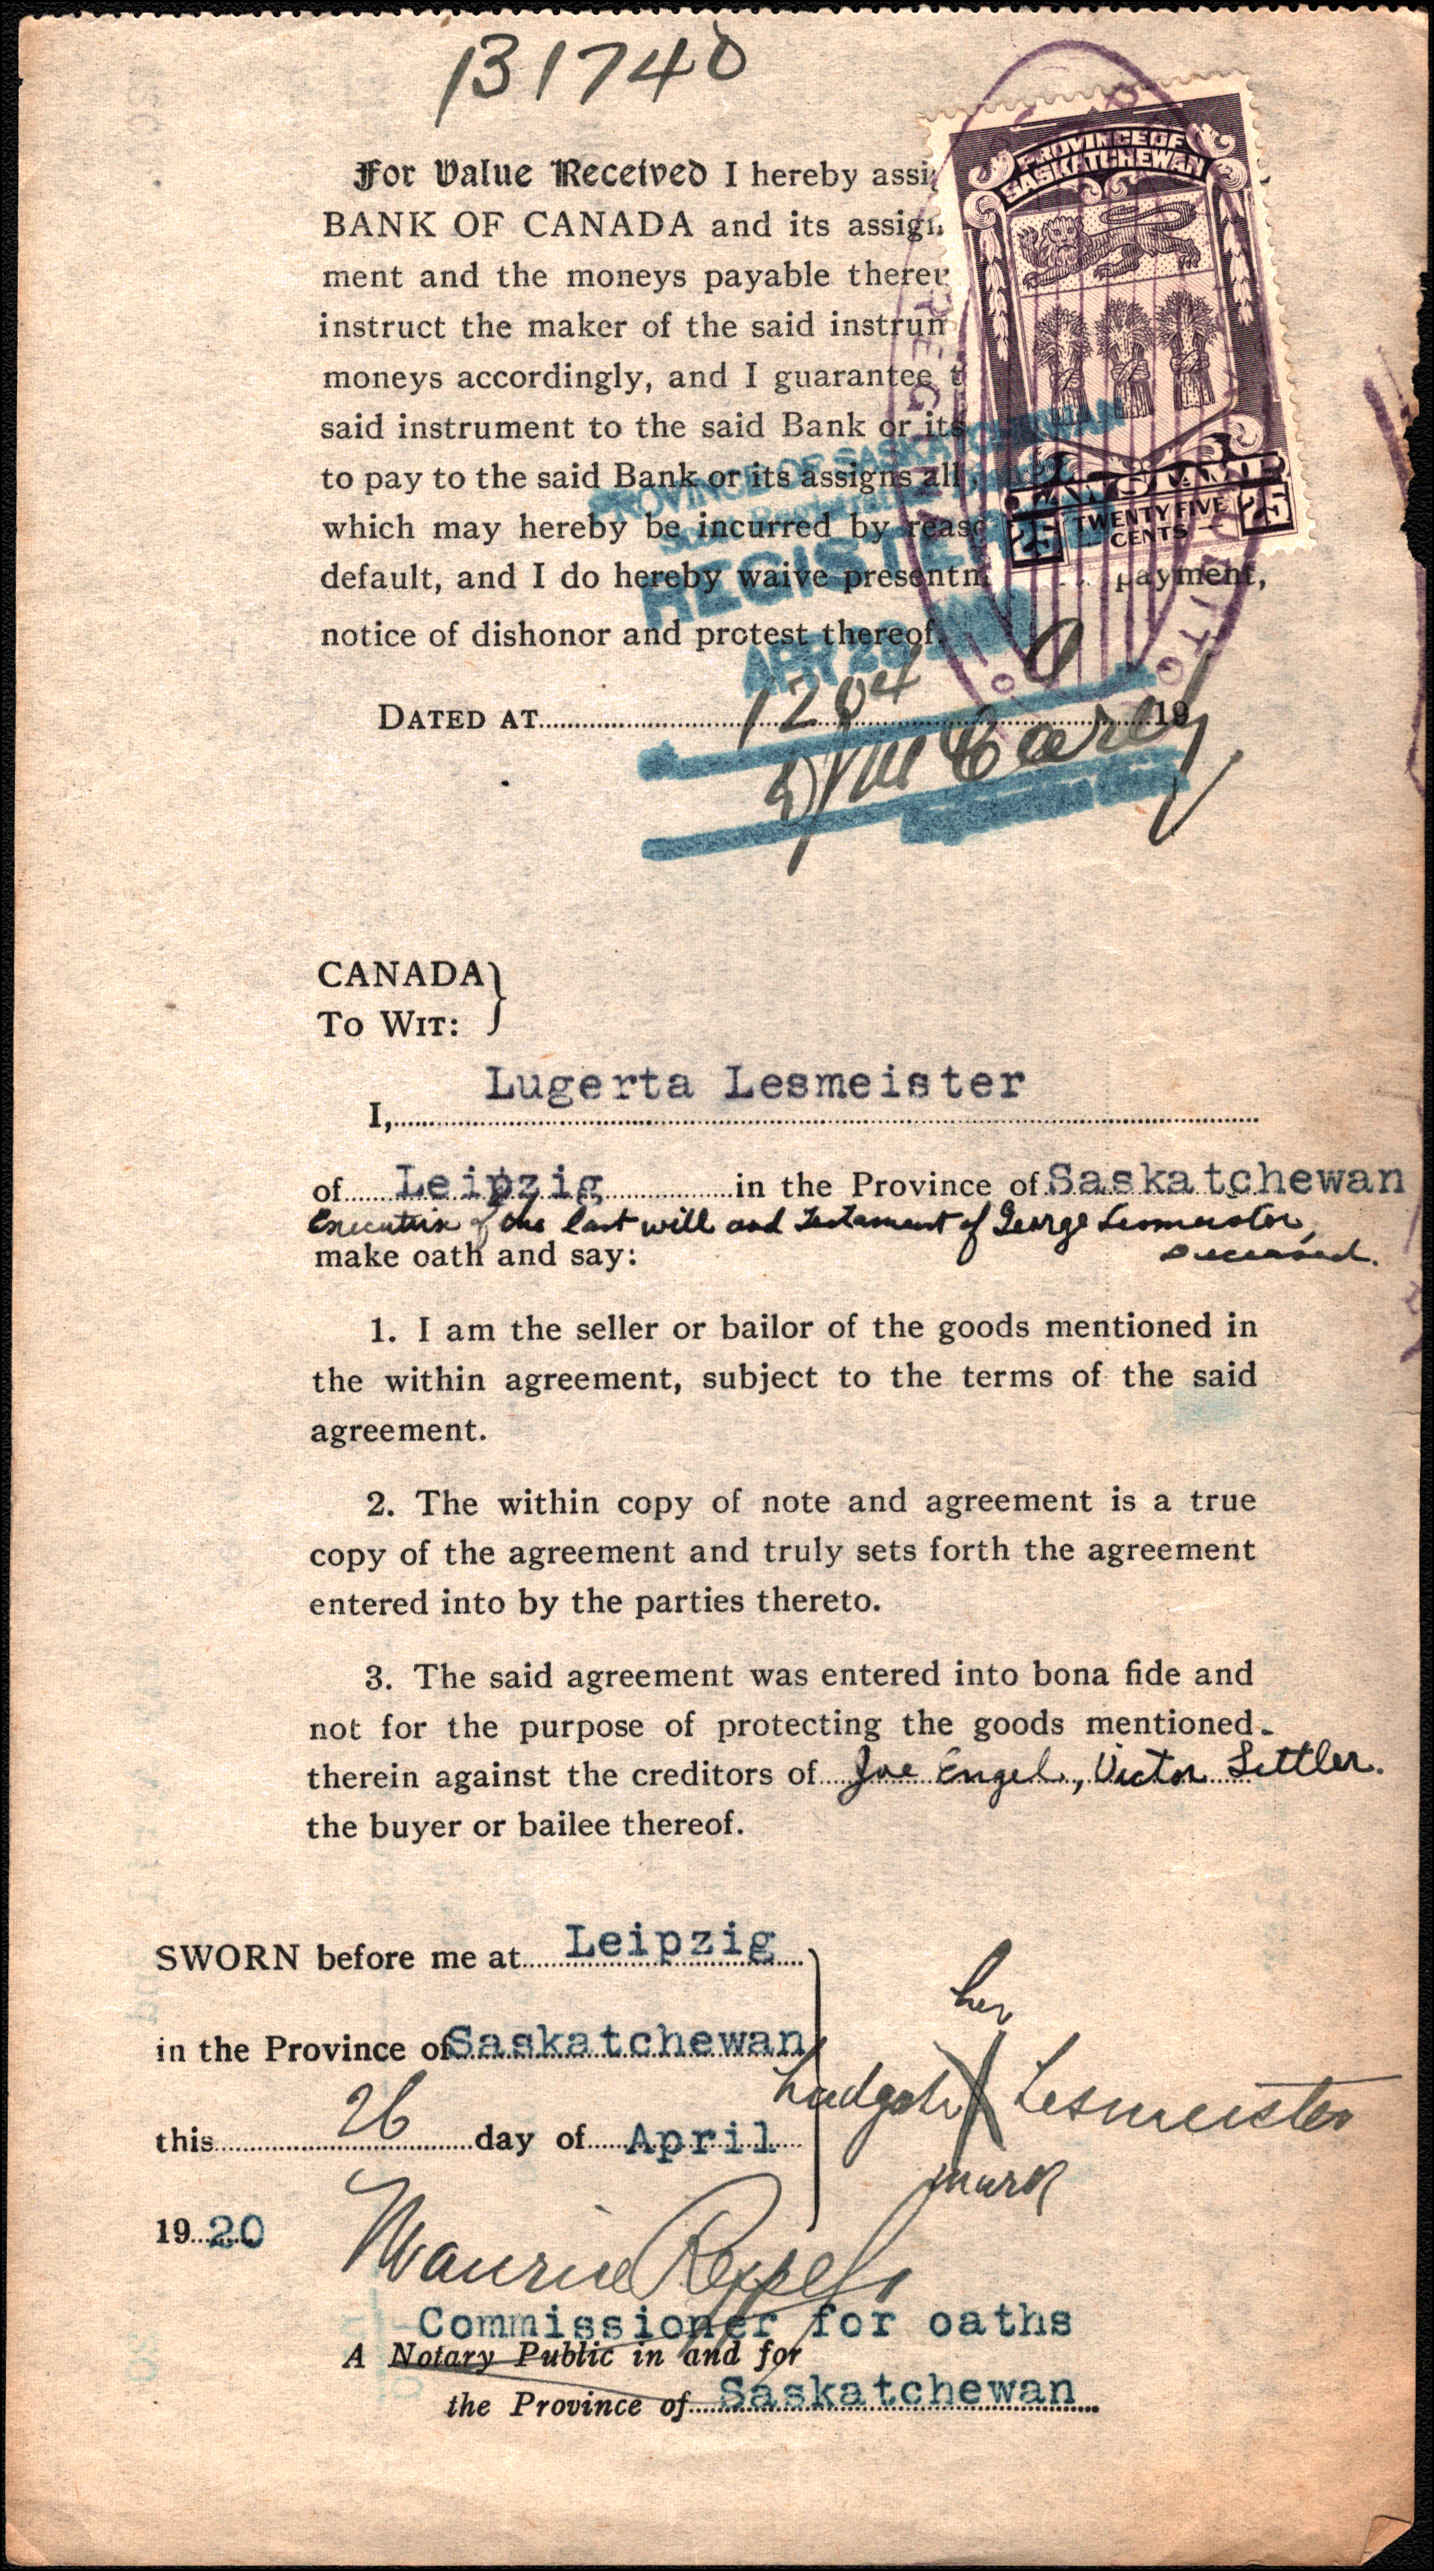 131740
PROVINCE OF
SASKATCHEWAN
For Value Received I hereby assi
BANK OF CANADA and its assign
ment and the moneys payable thereu
instruct the maker of the said instrum
moneys accordingly, and I guarantee t
said instrument to the said Bank or its
to pay to the said Bank or its assigns all
which may hereby be incurred by reaso
default, and I do hereby waive presentm payment,
notice of dishonor and protest thereof.
25 TWENTY FIVE 25
CENTS
PROVINCE OF SASKATCHEWAN
REGISTERED
APR 28 1920
DATED AT 19
CANADA
TO WIT:
Lugerta Lesmeister
I,
of Leipzig in the Province of Saskatchewan
Executrix of the last will and Testament of George Lesmeister,
deceased.
make oath and say:
1. I am the seller or bailor of the goods mentioned in
the within agreement, subject to the terms of the said
agreement.
2. The within copy of note and agreement is a true
copy of the agreement and truly sets forth the agreement
entered into by the parties thereto.
3. The said agreement was entered into bona fide and
not for the purpose of protecting the goods mentioned
therein against the creditors of Joe Engel, Victor Settler.
the buyer or bailee thereof.
SWORN before me at Leipzig
in the Province of Saskatchewan
her
Lesmeister
mark
this 26 day of April
1920
Maurice
Commissioner for oaths
A Notary Public in and for
the Province of Saskatchewan